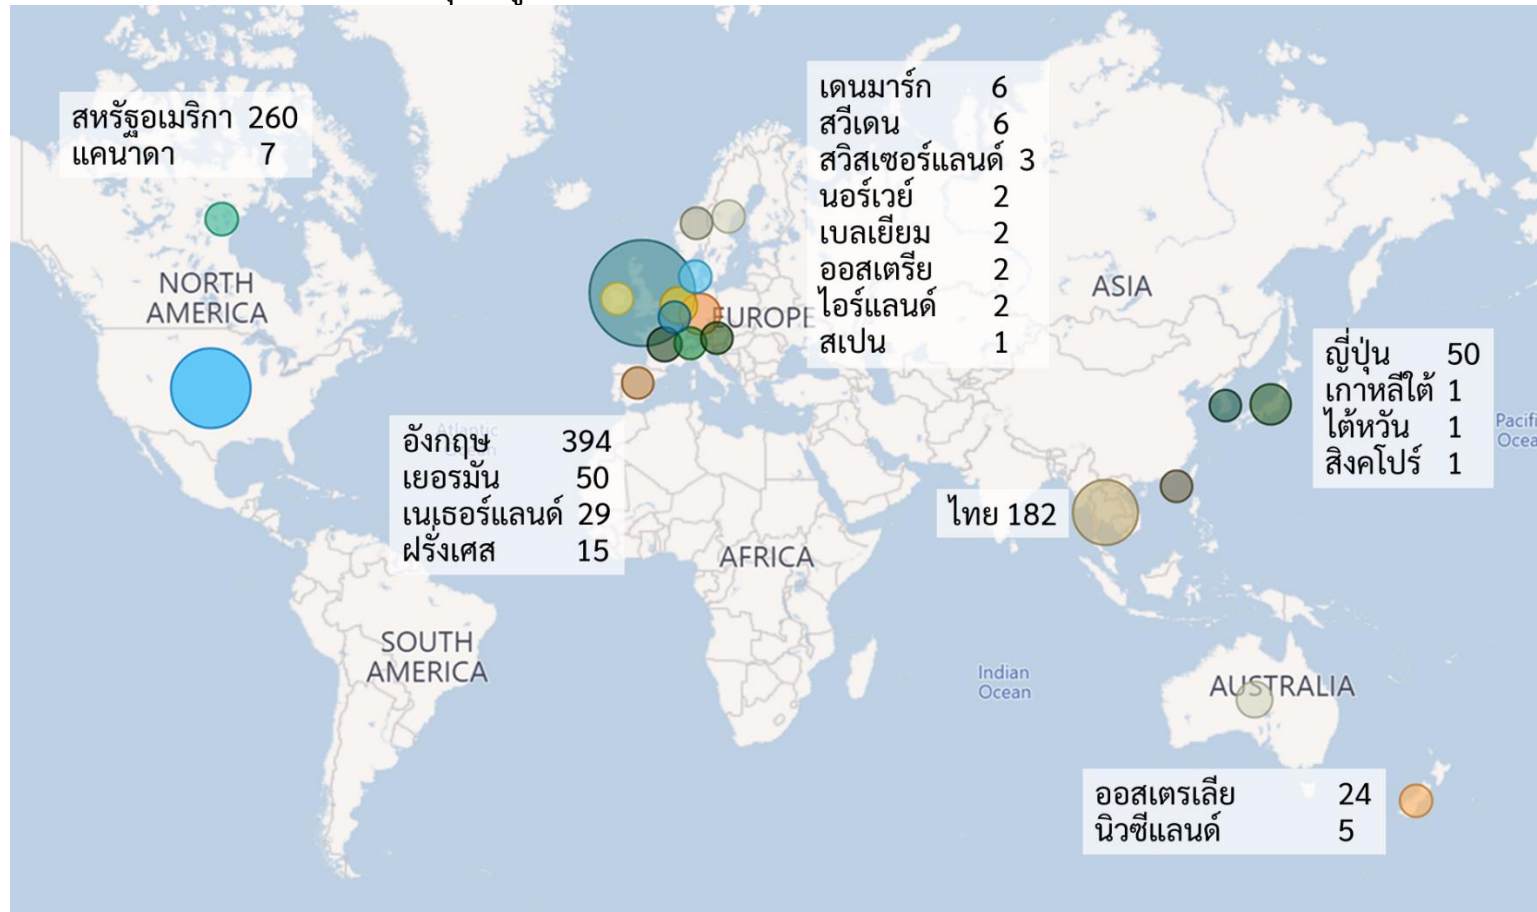 สหรัฐอเมริกา 260
แคนาดา 7
เดนมาร์ก 6
สวีเดน 6
สวิสเซอร์แลนด์ 3
นอร์เวย์ 2
เบลเยียม 2
ออสเตรีย 2
ไอร์แลนด์ 2
สเปน 1
NORTH
AMERICA
EUROPE
ASIA
ญี่ปุ่น 50
เกาหลีใต้ 1
ไต้หวัน 1
สิงคโปร์ 1
Pacifi
Ocea
Atlantic
อังกฤษ 394
เยอรมัน 50
เนเธอร์แลนด์ 29
ฝรั่งเศส 15
ไทย 182
AFRICA
SOUTH
AMERICA
Indian
Ocean
AUSTRALIA
ออสเตรเลีย 24
นิวซีแลนด์ 5